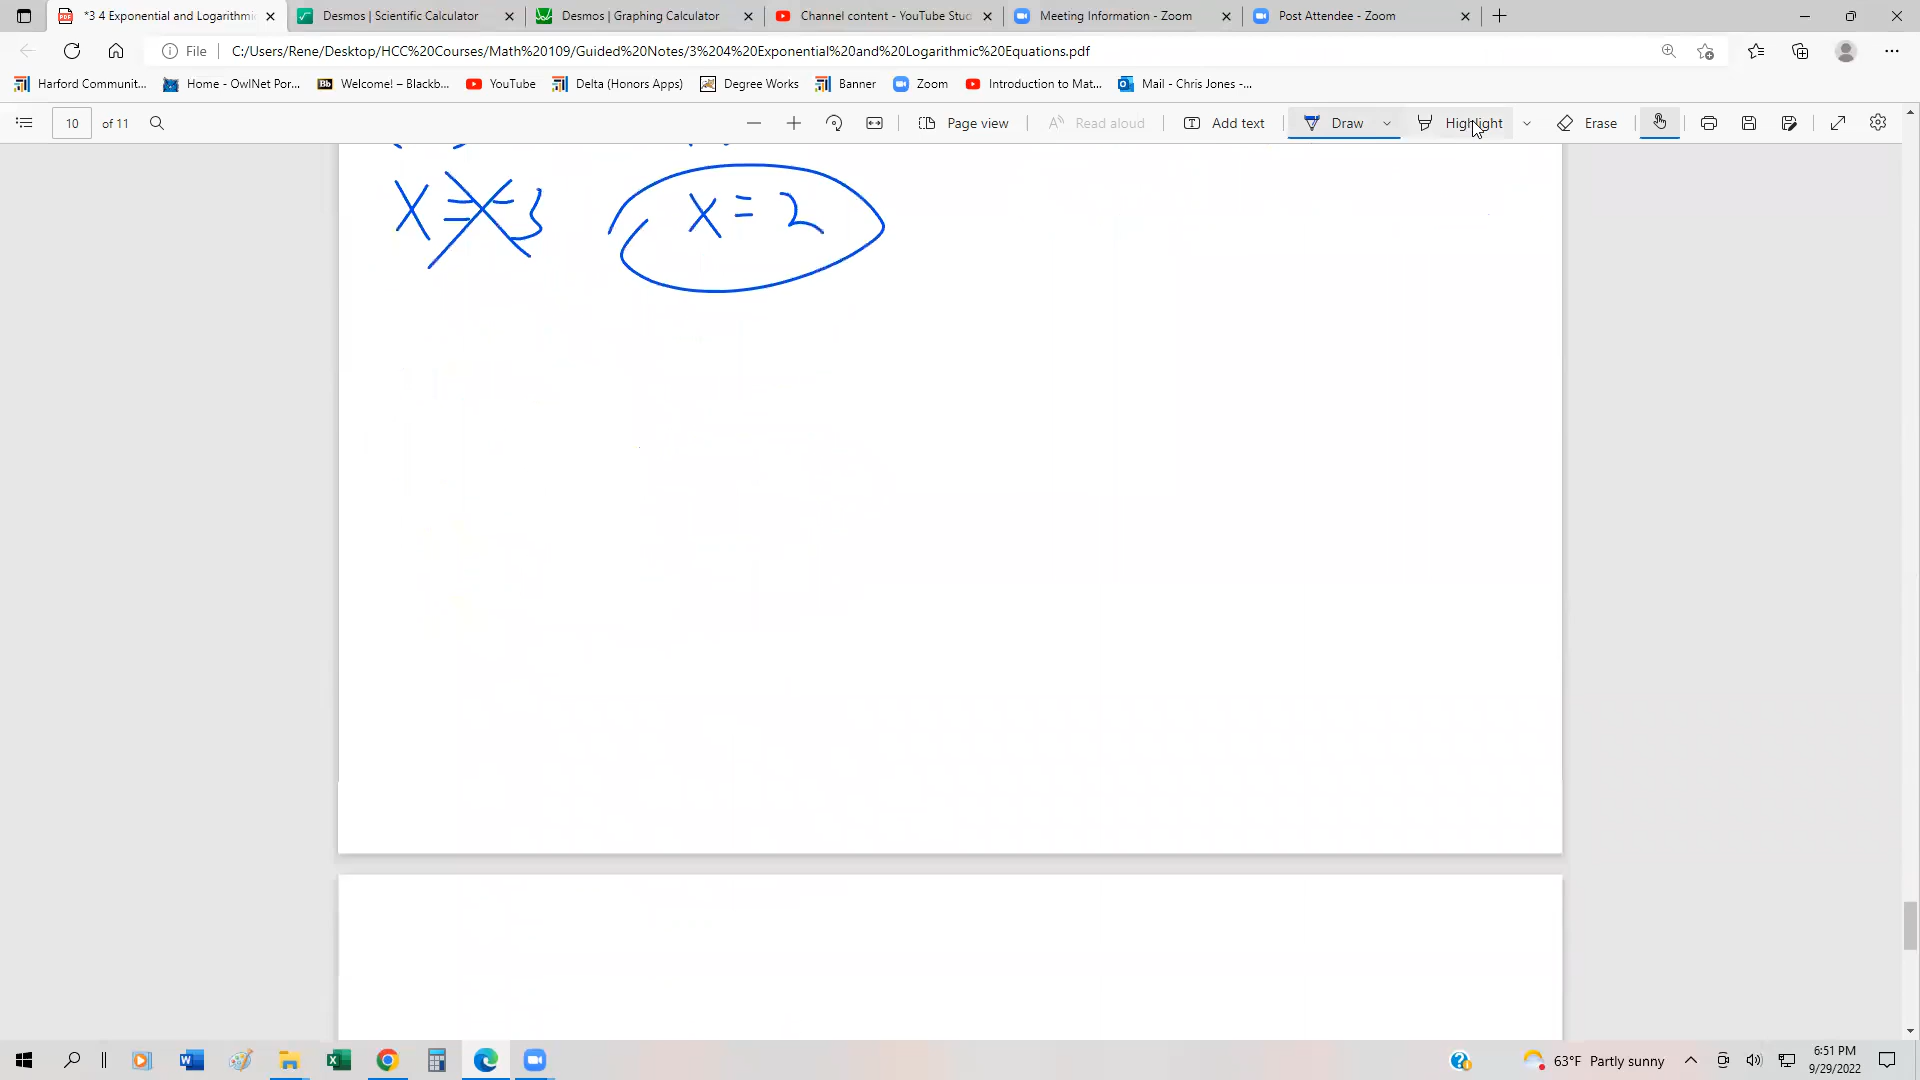 *3 4 Exponential and Logarithmic
Desmos | Scientific Calculator
Desmos | Graphing Calculator
Channel content - YouTube Stud
Meeting Information - Zoom
Post Attendee - Zoom
File
C:/Users/Rene/Desktop/HCC%20Courses/Math%20109/Guided%20Notes/3%204%20Exponential%20and%20Logarithmic%20Equations.pdf
Harford Communit...
Home - OwlNet Por...
Bb Welcome! – Blackb...
YouTube
Delta (Honors Apps)
Degree Works
Banner
Zoom
Introduction to Mat...
Mail - Chris Jones -...
10 of 11
Page view
Read aloud
Add text
Draw
Highlight
Erase
X = -3
X = 2
63°F Partly sunny
6:51 PM
9/29/2022